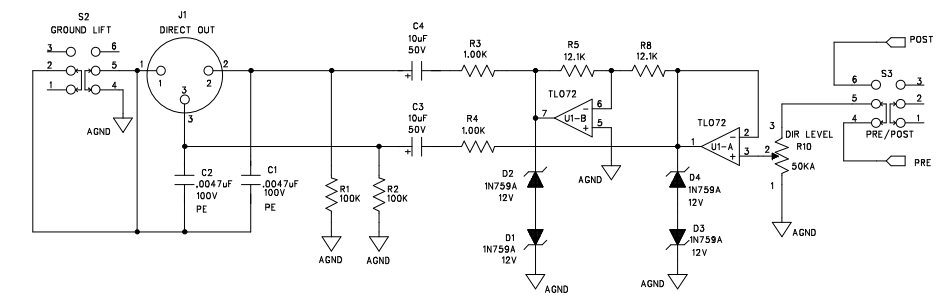 S2
GROUND LIFT
3 6
2 5
1 4
AGND
J1
DIRECT OUT
1 1 2 2
3
3
C2
.0047uF
100V
PE
C1
.0047uF
100V
PE
R1
100K
R2
100K
AGND AGND
C4
10uF
50V
+
R3
1.00K
C3
10uF
50V
+
R4
1.00K
R5
12.1K
R8
12.1K
TL072
U1-B
7 6 5
- +
AGND
TL072
U1-A
1 2 3
- +
D2
1N759A
12V
D1
1N759A
12V
AGND
D4
1N759A
12V
D3
1N759A
12V
AGND
3
DIR LEVEL
2 R10
50KA
1
AGND
POST
S3
6 3
5 2
4 1
PRE/POST
PRE